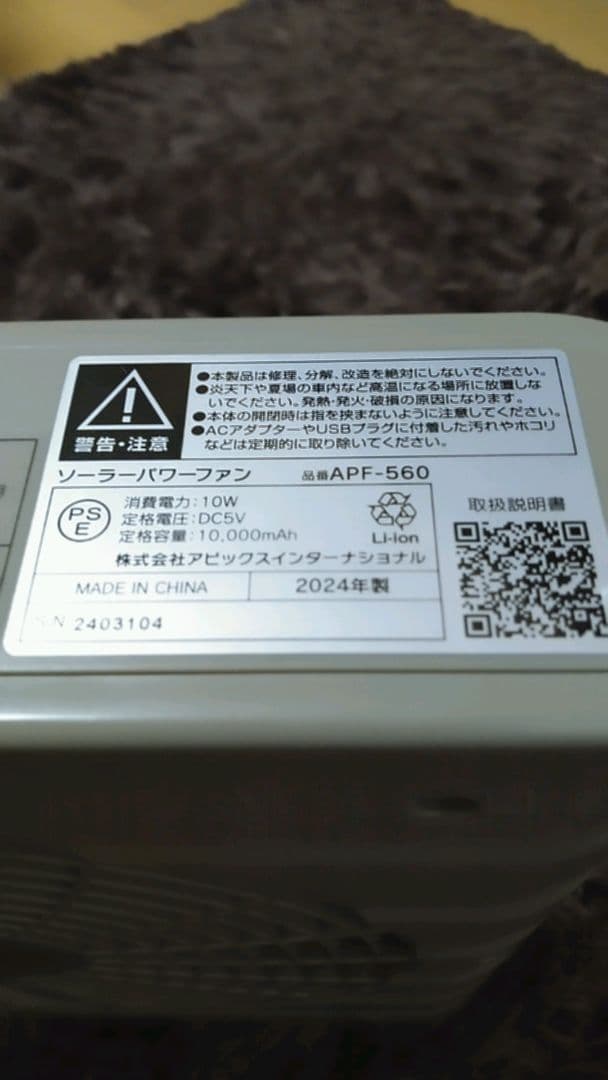 ●本製品は修理、分解、改造を絶対にしないでください。
●炎天下や夏場の車内など高温になる場所に放置しな
いでください。発熱・発火・破損の原因になります。
●本体の開閉時は指を挟まないように注意してください。
●ACアダプターやUSBプラグに付着した汚れやホコリ
などは定期的に取り除いてください。
警告・注意
ソーラーパワーファン 品番APF-560
PSE
消費電力：10W
定格電圧：DC5V
定格容量：10,000mAh
Li-ion
株式会社アピックスインターナショナル
MADE IN CHINA 2024年製
S/N 2403104
取扱説明書